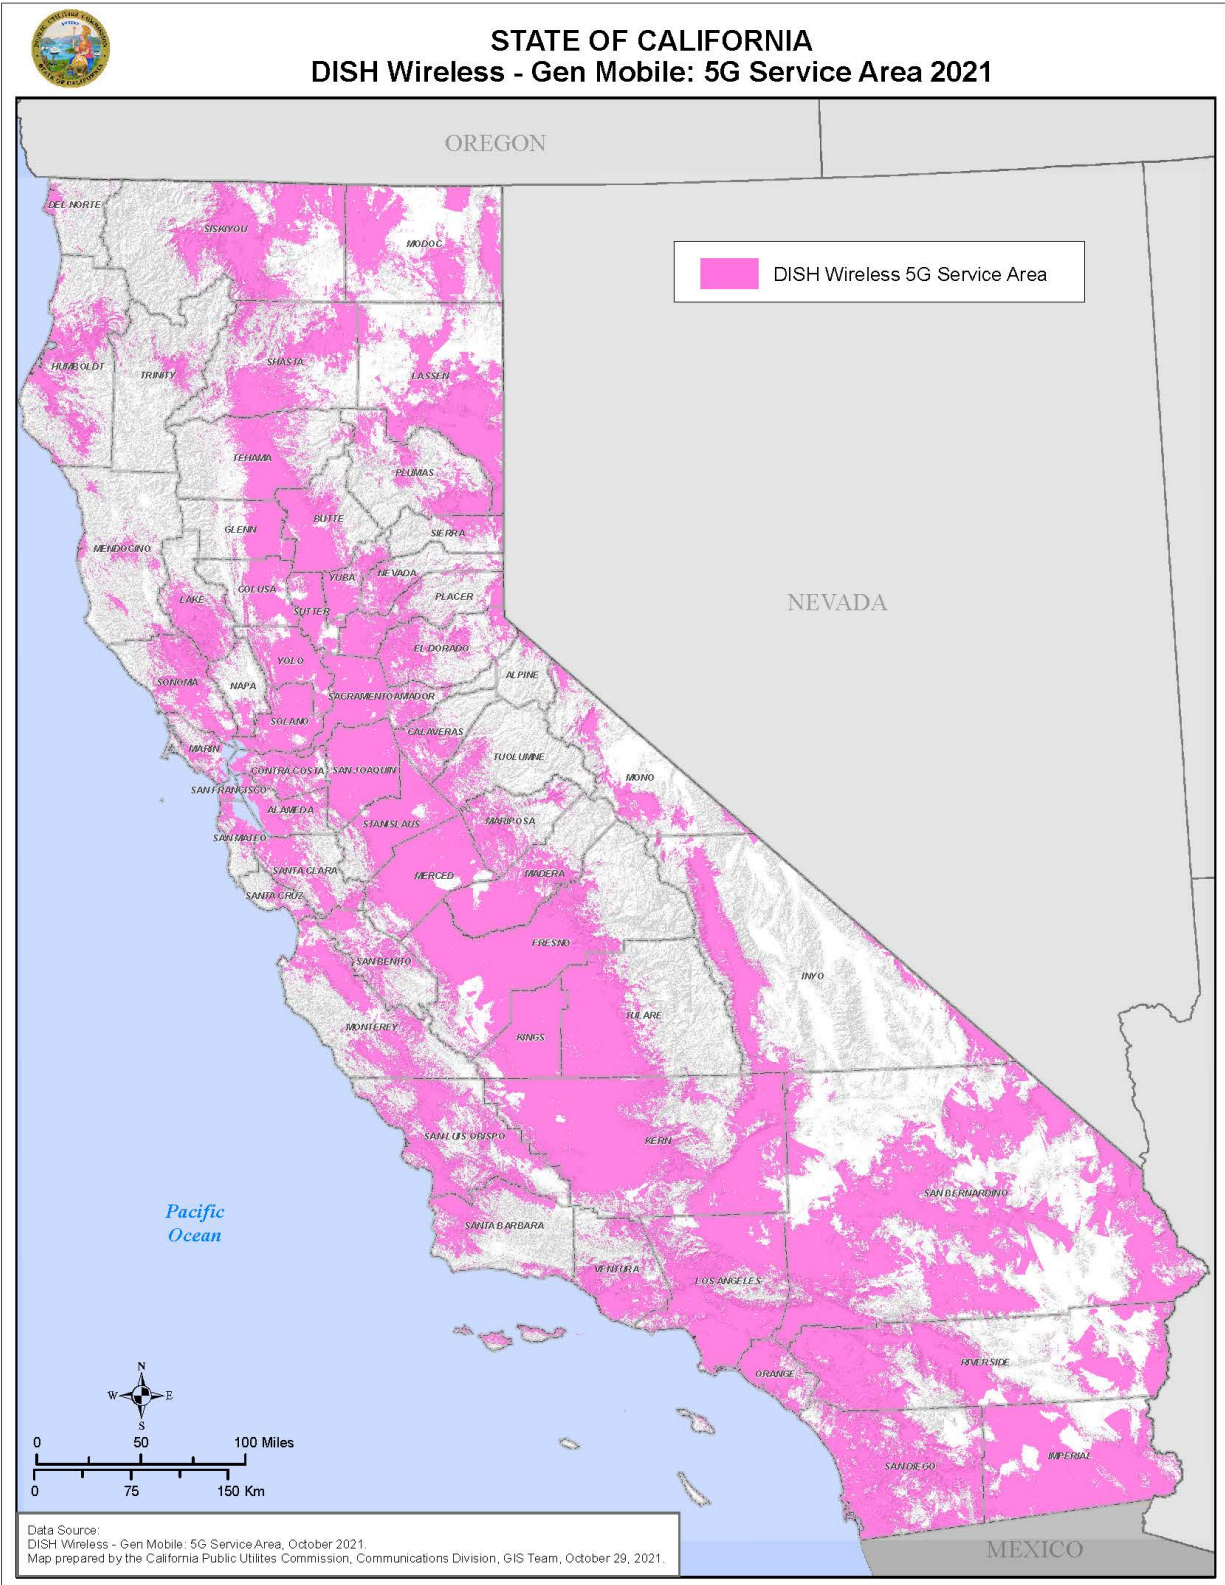 STATE OF CALIFORNIA
DISH Wireless - Gen Mobile: 5G Service Area 2021
OREGON
DEL NORTE
SISKIYOU
MODOC
DISH Wireless 5G Service Area
HUMBOLDT
TRINITY
SHASTA
LASSEN
TEHAMA
PLUMAS
BUTTE
GLENN
SIERRA
MENDOCINO
YUBA
NEVADA
COLUSA
LAKE
SUTTER
PLACER
NEVADA
EL DORADO
YOLO
ALPINE
SONOMA
NAPA
SACRAMENTO
AMADOR
SOLANO
CALAVERAS
MARIN
TUOLUMNE
CONTRA COSTA
SAN JOAQUIN
MONO
SAN FRANCISCO
ALAMEDA
STANISLAUS
MARIPOSA
SAN MATEO
SANTA CLARA
MERCED
MADERA
SANTA CRUZ
FRESNO
SAN BENITO
INYO
TULARE
MONTEREY
KINGS
SAN LUIS OBISPO
KERN
SAN BERNARDINO
Pacific
Ocean
SANTA BARBARA
VENTURA
LOS ANGELES
RIVERSIDE
ORANGE
N
W E
S
0 50 100 Miles
0 75 150 Km
SAN DIEGO
IMPERIAL
MEXICO
Data Source:
DISH Wireless - Gen Mobile: 5G Service Area, October 2021.
Map prepared by the California Public Utilites Commission, Communications Division, GIS Team, October 29, 2021.